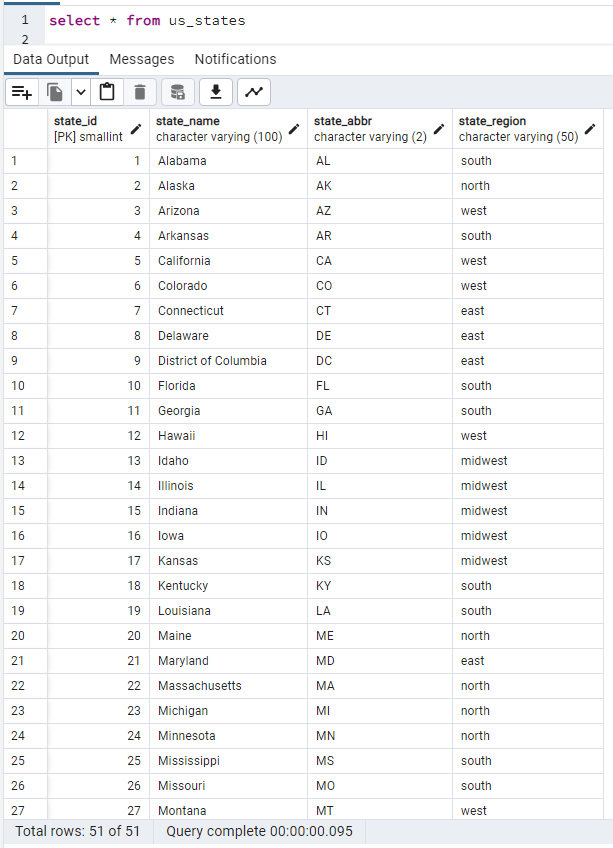 1 select * from us_states
2
Data Output Messages Notifications
state_id state_name state_abbr state_region
[PK] smallint character varying (100) character varying (2) character varying (50)
1 1 Alabama AL south
2 2 Alaska AK north
3 3 Arizona AZ west
4 4 Arkansas AR south
5 5 California CA west
6 6 Colorado CO west
7 7 Connecticut CT east
8 8 Delaware DE east
9 9 District of Columbia DC east
10 10 Florida FL south
11 11 Georgia GA south
12 12 Hawaii HI west
13 13 Idaho ID midwest
14 14 Illinois IL midwest
15 15 Indiana IN midwest
16 16 Iowa IO midwest
17 17 Kansas KS midwest
18 18 Kentucky KY south
19 19 Louisiana LA south
20 20 Maine ME north
21 21 Maryland MD east
22 22 Massachusetts MA north
23 23 Michigan MI north
24 24 Minnesota MN north
25 25 Mississippi MS south
26 26 Missouri MO south
27 27 Montana MT west
Total rows: 51 of 51 Query complete 00:00:00.095